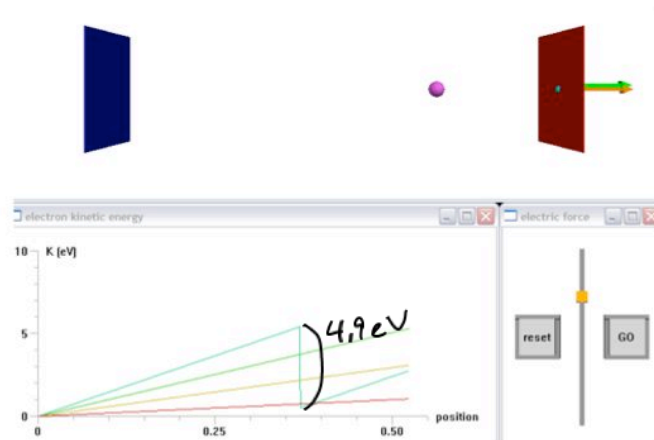 electron kinetic energy
electric force
10
K (eV)
4,9eV
5
reset
GO
0
position
0
0.25
0.50